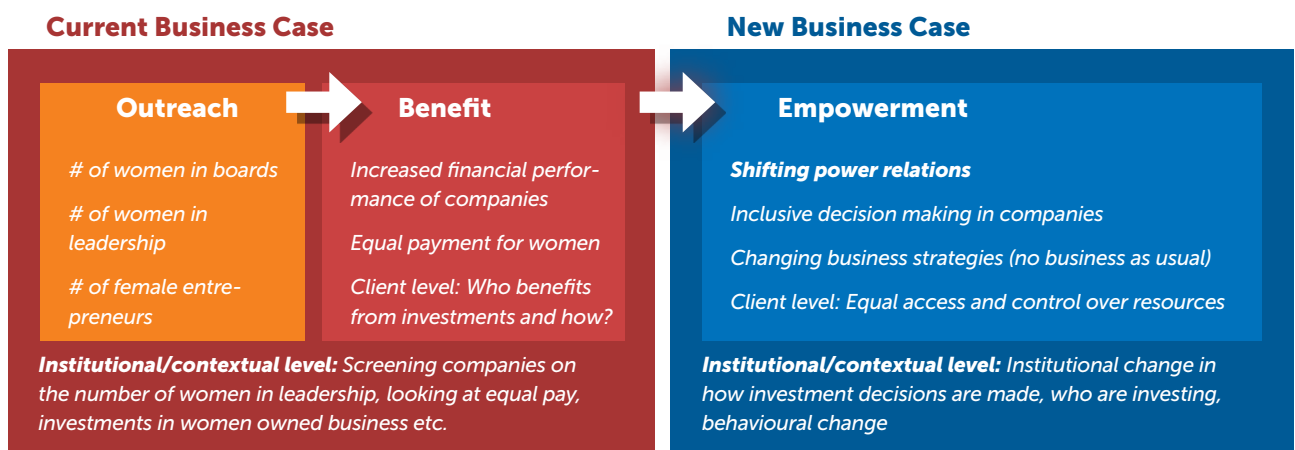 Current Business Case
Outreach
# of women in boards
# of women in
leadership
# of female entre-
preneurs
Benefit
Increased financial perfor-
mance of companies
Equal payment for women
Client level: Who benefits
from investments and how?
Institutional/contextual level: Screening companies on
the number of women in leadership, looking at equal pay,
investments in women owned business etc.
New Business Case
Empowerment
Shifting power relations
Inclusive decision making in companies
Changing business strategies (no business as usual)
Client level: Equal access and control over resources
Institutional/contextual level: Institutional change in
how investment decisions are made, who are investing,
behavioural change